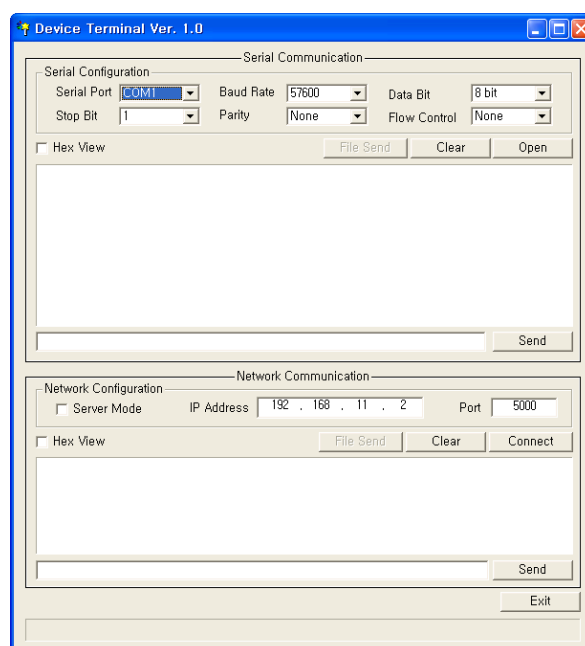 Device Terminal Ver. 1.0
Serial Communication
Serial Configuration
Serial Port COM1 Baud Rate 57600 Data Bit 8 bit
Stop Bit 1 Parity None Flow Control None
Hex View File Send Clear Open
Send
Network Communication
Network Configuration
Server Mode IP Address 192 . 168 . 11 . 2 Port 5000
Hex View File Send Clear Connect
Send
Exit